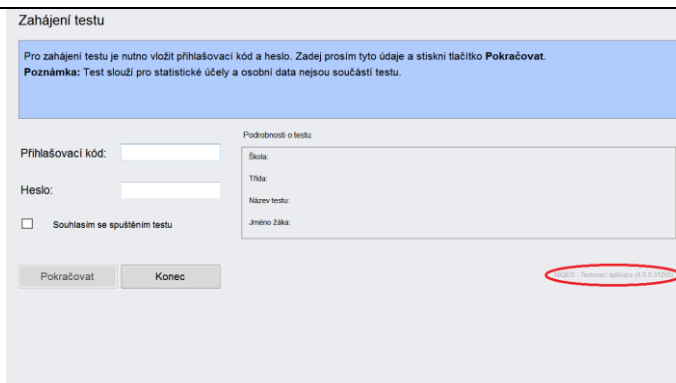 Zahájení testu
Pro zahájení testu je nutno vložit přihlašovací kód a heslo. Zadej prosím tyto údaje a stiskni tlačítko Pokračovat.
Poznámka: Test slouží pro statistické účely a osobní data nejsou součástí testu.
Podrobnosti o testu:
Přihlašovací kód:
Škola:
Třída:
Heslo:
Název testu:
Souhlasím se spuštěním testu
Jméno žáka:
Pokračovat
Konec
- Testovací aplikace